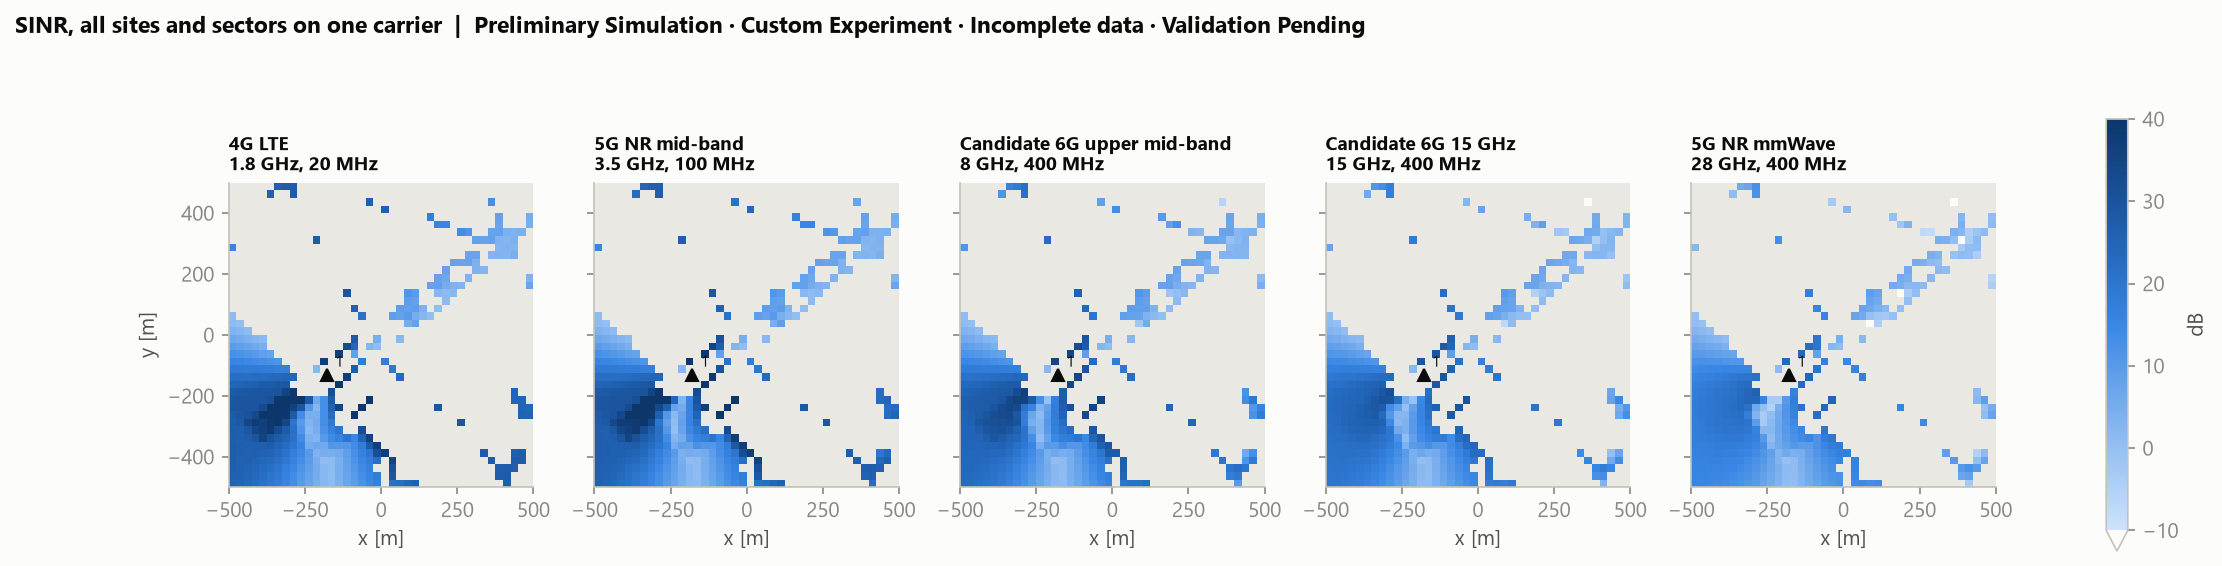 SINR, all sites and sectors on one carrier | Preliminary Simulation · Custom Experiment · Incomplete data · Validation Pending
4G LTE
1.8 GHz, 20 MHz
5G NR mid-band
3.5 GHz, 100 MHz
Candidate 6G upper mid-band
8 GHz, 400 MHz
Candidate 6G 15 GHz
15 GHz, 400 MHz
5G NR mmWave
28 GHz, 400 MHz
y [m]
400
200
0
−200
−400
−500 −250 0 250 500
x [m]
−500 −250 0 250 500
x [m]
−500 −250 0 250 500
x [m]
−500 −250 0 250 500
x [m]
−500 −250 0 250 500
x [m]
40
30
20
10
0
−10
dB